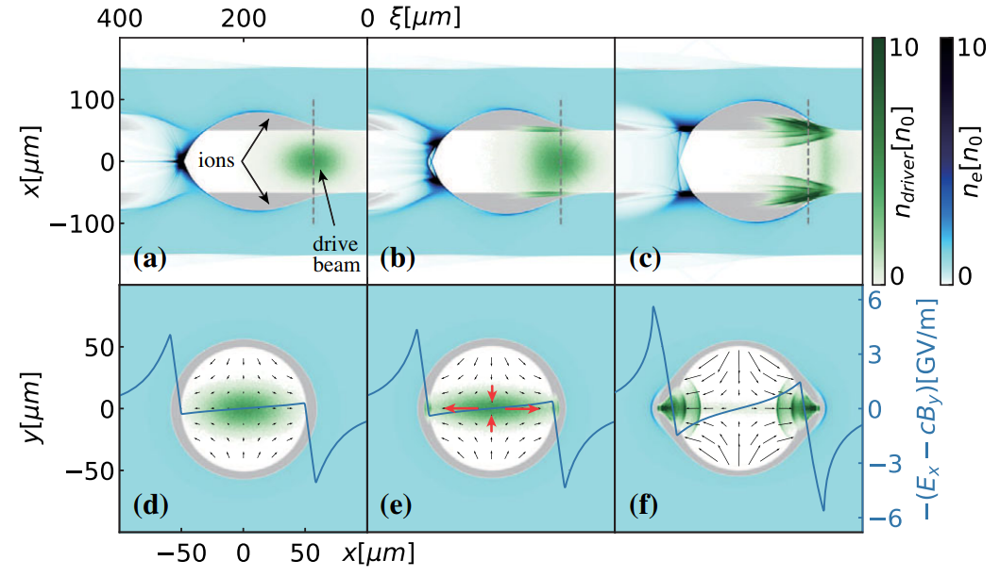 400 200 0 ξ[μm]
x[μm]
100
0
−100
ions
drive
beam
(a) (b) (c)
10
0
n_driver[n_0]
10
0
n_e[n_0]
y[μm]
50
0
−50
(d) (e) (f)
−50 0 50 x[μm]
6
3
0
−3
−6
−(E_x − cB_y)[GV/m]